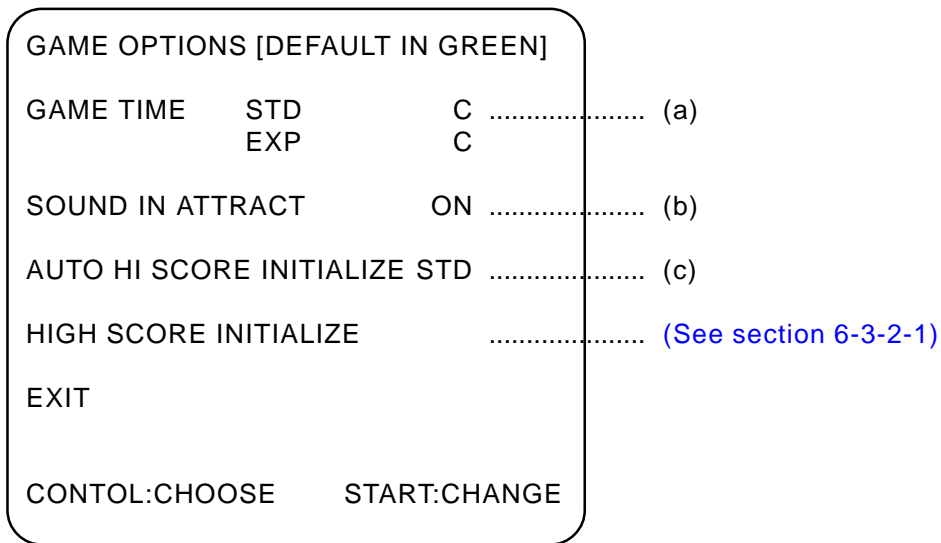 GAME OPTIONS [DEFAULT IN GREEN]
GAME TIME STD C ..................... (a)
EXP C
SOUND IN ATTRACT ON ..................... (b)
AUTO HI SCORE INITIALIZE STD ..................... (c)
HIGH SCORE INITIALIZE ..................... (See section 6-3-2-1)
EXIT
CONTOL:CHOOSE START:CHANGE